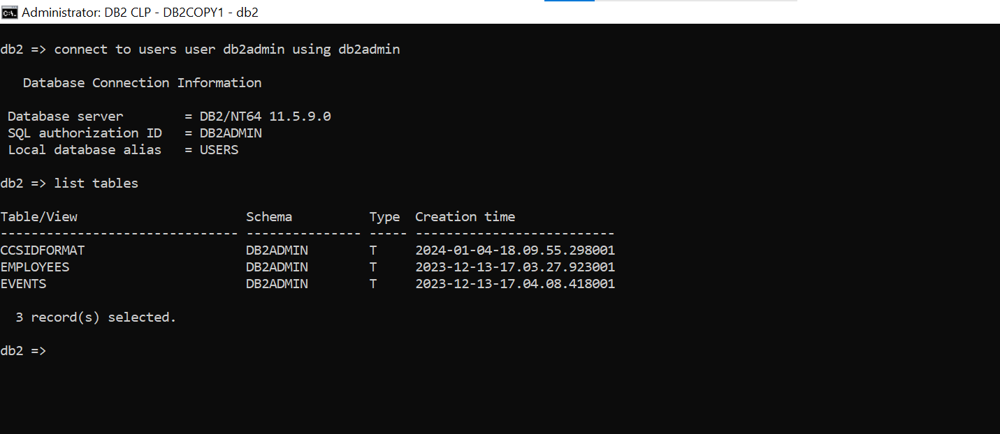 Administrator: DB2 CLP - DB2COPY1 - db2
db2 => connect to users user db2admin using db2admin
Database Connection Information
Database server = DB2/NT64 11.5.9.0
SQL authorization ID = DB2ADMIN
Local database alias = USERS
db2 => list tables
Table/View Schema Type Creation time
------------------------------- --------------- ----- --------------------------
CCSIDFORMAT DB2ADMIN T 2024-01-04-18.09.55.298001
EMPLOYEES DB2ADMIN T 2023-12-13-17.03.27.923001
EVENTS DB2ADMIN T 2023-12-13-17.04.08.418001
3 record(s) selected.
db2 =>